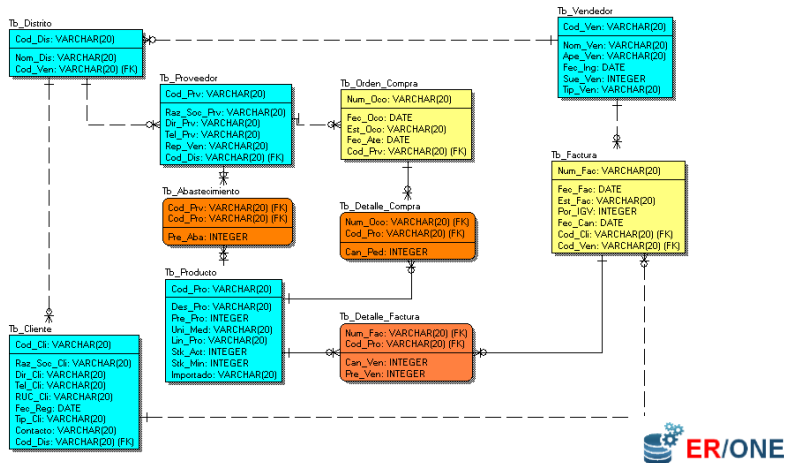 Tb_Distrito
Cod_Dis: VARCHAR(20)
Nom_Dis: VARCHAR(20)
Cod_Ven: VARCHAR(20) (FK)
Tb_Vendedor
Cod_Ven: VARCHAR(20)
Nom_Ven: VARCHAR(20)
Ape_Ven: VARCHAR(20)
Fec_Ing: DATE
Sue_Ven: INTEGER
Tip_Ven: VARCHAR(20)
Tb_Proveedor
Cod_Prv: VARCHAR(20)
Raz_Soc_Prv: VARCHAR(20)
Dir_Prv: VARCHAR(20)
Tel_Prv: VARCHAR(20)
Rep_Ven: VARCHAR(20)
Cod_Dis: VARCHAR(20) (FK)
Tb_Orden_Compra
Num_Oco: VARCHAR(20)
Fec_Oco: DATE
Est_Oco: VARCHAR(20)
Fec_Ate: DATE
Cod_Prv: VARCHAR(20) (FK)
Tb_Factura
Num_Fac: VARCHAR(20)
Fec_Fac: DATE
Est_Fac: VARCHAR(20)
Por_IGV: INTEGER
Fec_Can: DATE
Cod_Cli: VARCHAR(20) (FK)
Cod_Ven: VARCHAR(20) (FK)
Tb_Abastecimiento
Cod_Prv: VARCHAR(20) (FK)
Cod_Pro: VARCHAR(20) (FK)
Pre_Aba: INTEGER
Tb_Detalle_Compra
Num_Oco: VARCHAR(20) (FK)
Cod_Pro: VARCHAR(20) (FK)
Can_Ped: INTEGER
Tb_Producto
Cod_Pro: VARCHAR(20)
Des_Pro: VARCHAR(20)
Pre_Pro: INTEGER
Uni_Med: VARCHAR(20)
Lin_Pro: VARCHAR(20)
Stk_Act: INTEGER
Stk_Min: INTEGER
Importado: VARCHAR(20)
Tb_Detalle_Factura
Num_Fac: VARCHAR(20) (FK)
Cod_Pro: VARCHAR(20) (FK)
Can_Ven: INTEGER
Pre_Ven: INTEGER
Tb_Cliente
Cod_Cli: VARCHAR(20)
Raz_Soc_Cli: VARCHAR(20)
Dir_Cli: VARCHAR(20)
Tel_Cli: VARCHAR(20)
RUC_Cli: VARCHAR(20)
Fec_Reg: DATE
Tip_Cli: VARCHAR(20)
Contacto: VARCHAR(20)
Cod_Dis: VARCHAR(20) (FK)
ER/ONE